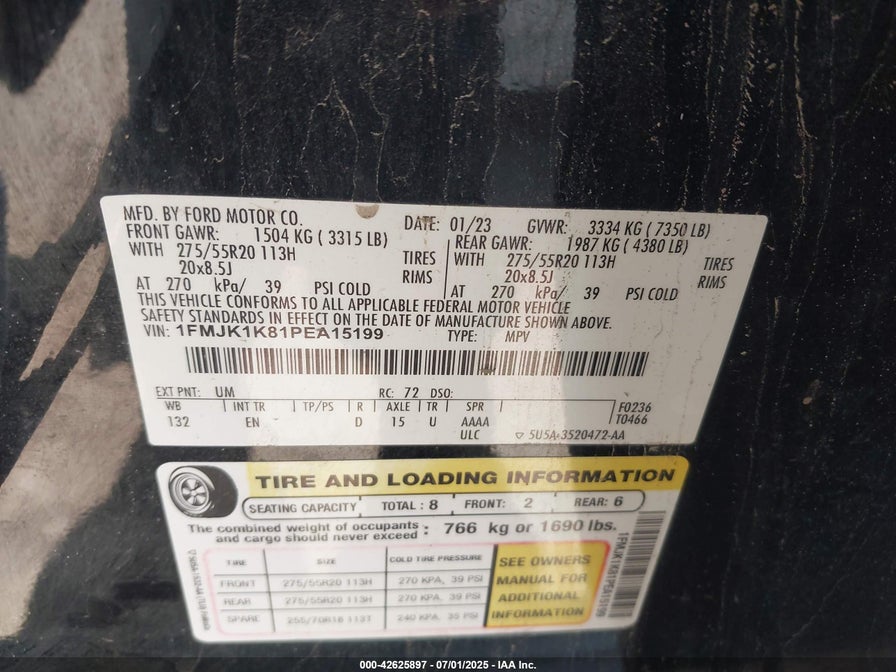 MFD. BY FORD MOTOR CO. DATE: 01/23 GVWR: 3334 KG ( 7350 LB)
FRONT GAWR: 1504 KG ( 3315 LB) REAR GAWR: 1987 KG ( 4380 LB)
WITH 275/55R20 113H TIRES WITH 275/55R20 113H TIRES
20x8.5J RIMS 20x8.5J RIMS
AT 270 kPa/ 39 PSI COLD AT 270 kPa/ 39 PSI COLD
THIS VEHICLE CONFORMS TO ALL APPLICABLE FEDERAL MOTOR VEHICLE
SAFETY STANDARDS IN EFFECT ON THE DATE OF MANUFACTURE SHOWN ABOVE.
VIN: 1FMJK1K81PEA15199 TYPE: MPV
EXT PNT: UM RC: 72 DSO:
WB INT TR TP/PS R AXLE TR SPR F0236
132 EN D 15 U AAAA T0466
ULC ▽ 5U5A-3520472-AA
TIRE AND LOADING INFORMATION
SEATING CAPACITY TOTAL : 8 FRONT: 2 REAR: 6
The combined weight of occupants and cargo should never exceed : 766 kg or 1690 lbs.
TIRE SIZE COLD TIRE PRESSURE
FRONT 275/55R20 113H 270 KPA, 39 PSI
REAR 275/55R20 113H 270 KPA, 39 PSI
SPARE 255/70R18 113T 240 KPA, 35 PSI
SEE OWNERS
MANUAL FOR
ADDITIONAL
INFORMATION
1FMJK1K81PEA15199
000-42625897 - 07/01/2025 - IAA Inc.